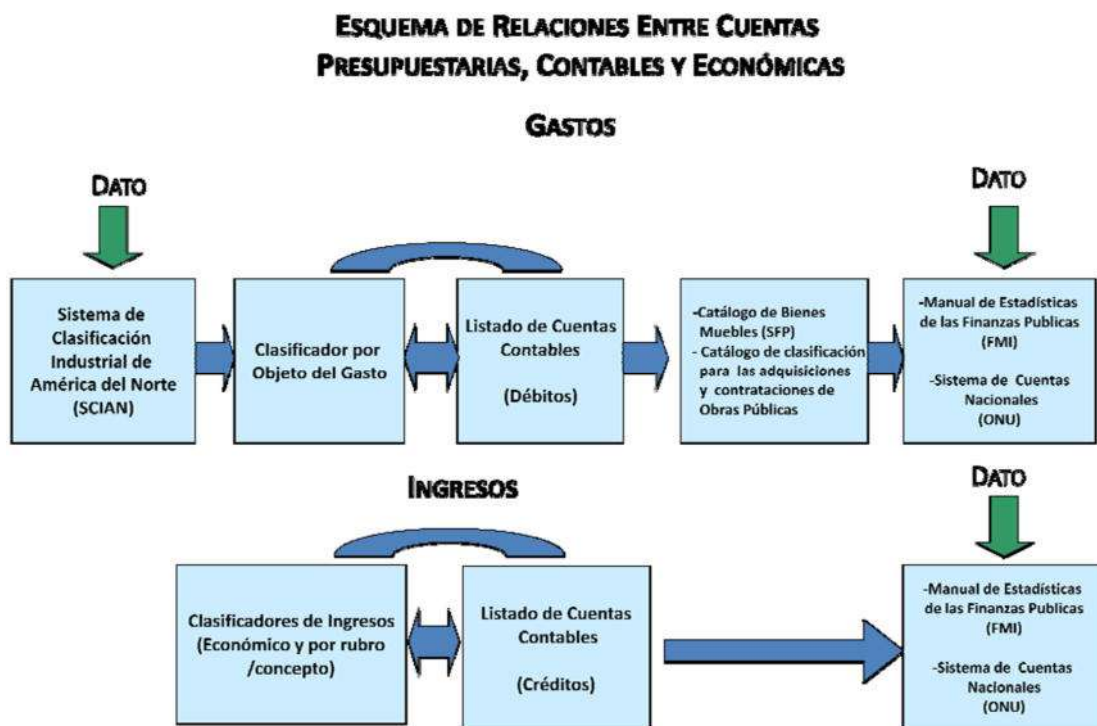 ESQUEMA DE RELACIONES ENTRE CUENTAS
PRESUPUESTARIAS, CONTABLES Y ECONÓMICAS
GASTOS
DATO
DATO
Sistema de
Clasificación
Industrial de
América del Norte
(SCIAN)
Clasificador por
Objeto del Gasto
Listado de Cuentas
Contables
(Débitos)
-Catálogo de Bienes
Muebles (SFP)
- Catálogo de clasificación
para las adquisiciones
y contrataciones de
Obras Públicas
-Manual de Estadísticas
de las Finanzas Publicas
(FMI)
-Sistema de Cuentas
Nacionales
(ONU)
INGRESOS
DATO
Clasificadores de Ingresos
(Económico y por rubro
/concepto)
Listado de Cuentas
Contables
(Créditos)
-Manual de Estadísticas
de las Finanzas Publicas
(FMI)
-Sistema de Cuentas
Nacionales
(ONU)